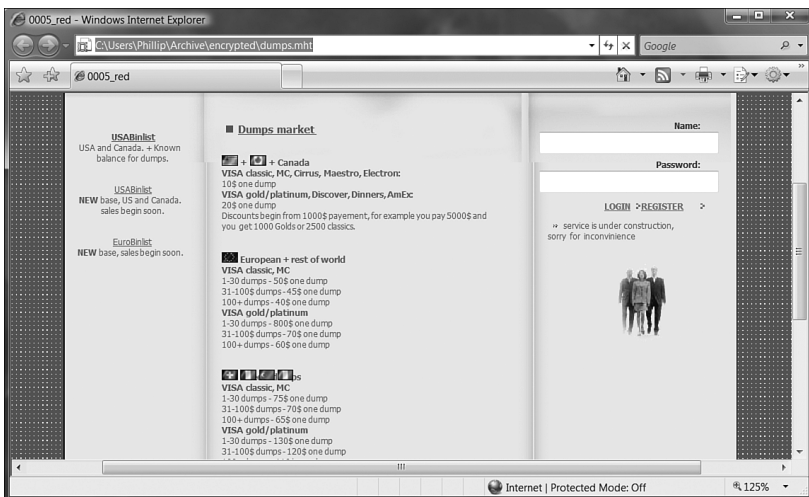 0005_red - Windows Internet Explorer
C:\Users\Phillip\Archive\encrypted\dumps.mht
Google
0005_red
USABinlist
USA and Canada. + Known
balance for dumps.
USABinlist
NEW base, US and Canada.
sales begin soon.
EuroBinlist
NEW base, sales begin soon.
Dumps market
+ + Canada
VISA classic, MC, Cirrus, Maestro, Electron:
10$ one dump
VISA gold/platinum, Discover, Dinners, AmEx:
20$ one dump
Discounts begin from 1000$ payement, for example you pay 5000$ and
you get 1000 Golds or 2500 classics.
European + rest of world
VISA classic, MC
1-30 dumps - 50$ one dump
31-100$ dumps - 45$ one dump
100+ dumps - 40$ one dump
VISA gold/platinum
1-30 dumps - 800$ one dump
31-100$ dumps - 70$ one dump
100+ dumps - 60$ one dump
ps
VISA classic, MC
1-30 dumps - 75$ one dump
31-100$ dumps - 70$ one dump
100+ dumps - 65$ one dump
VISA gold/platinum
1-30 dumps - 130$ one dump
31-100$ dumps - 120$ one dump
Name:
Password:
LOGIN REGISTER
service is under construction,
sorry for inconvinience
Internet | Protected Mode: Off
125%